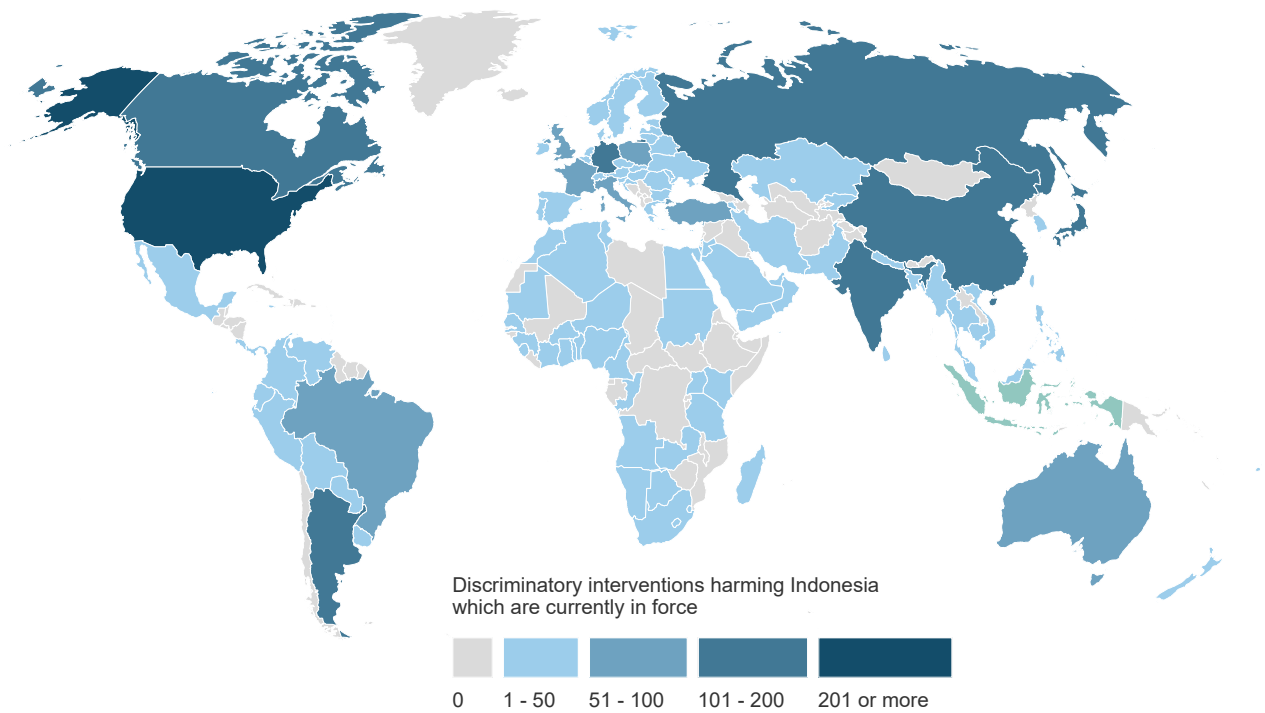 Discriminatory interventions harming Indonesia
which are currently in force
0 1 - 50 51 - 100 101 - 200 201 or more